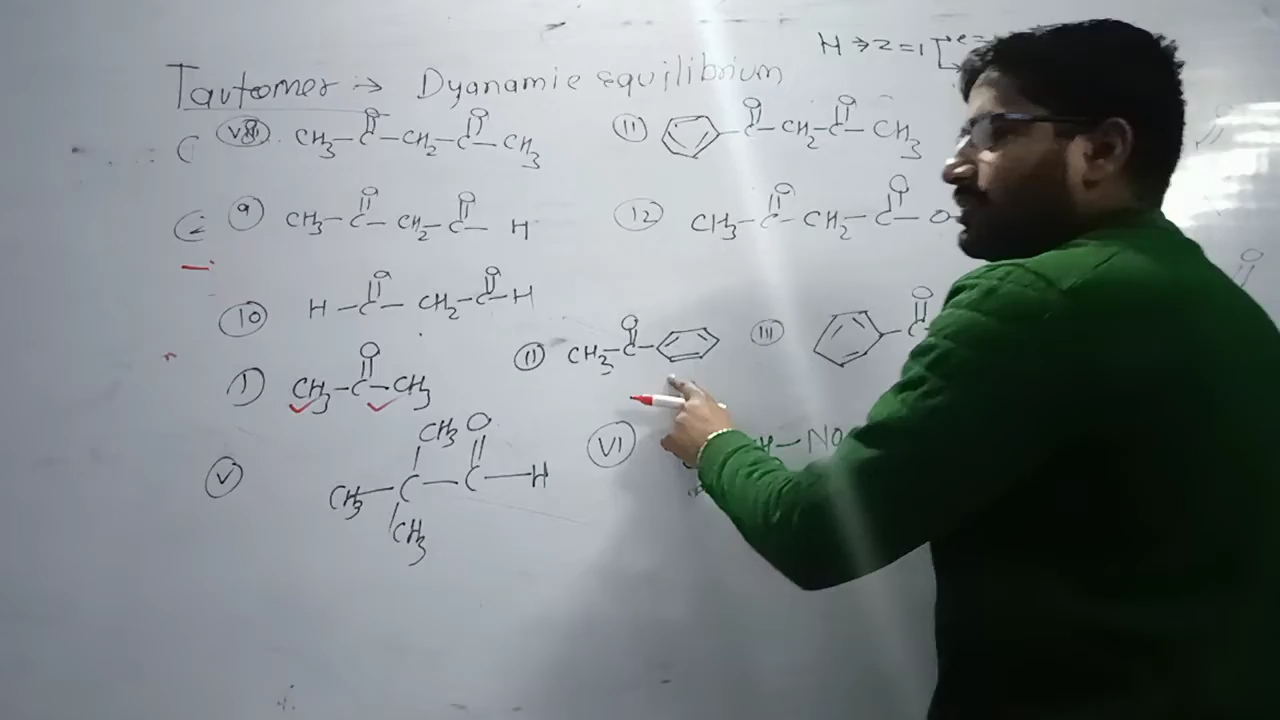 H → Z = 1 e =
Tautomer → Dyanamic equilibrium
VIII CH3 — C — CH2 — C — CH3
O O
11 C — CH2 — C — CH3
O O
9 CH3 — C — CH2 — C — H
O O
12 CH3 — C — CH2 — C — O —
O O
10 H — C — CH2 — C — H
O O
1) CH3 — C — CH3
O
II CH3 — C —
O
III C
O
V CH3 — C — C — H
CH3 O
CH3
VI — NO